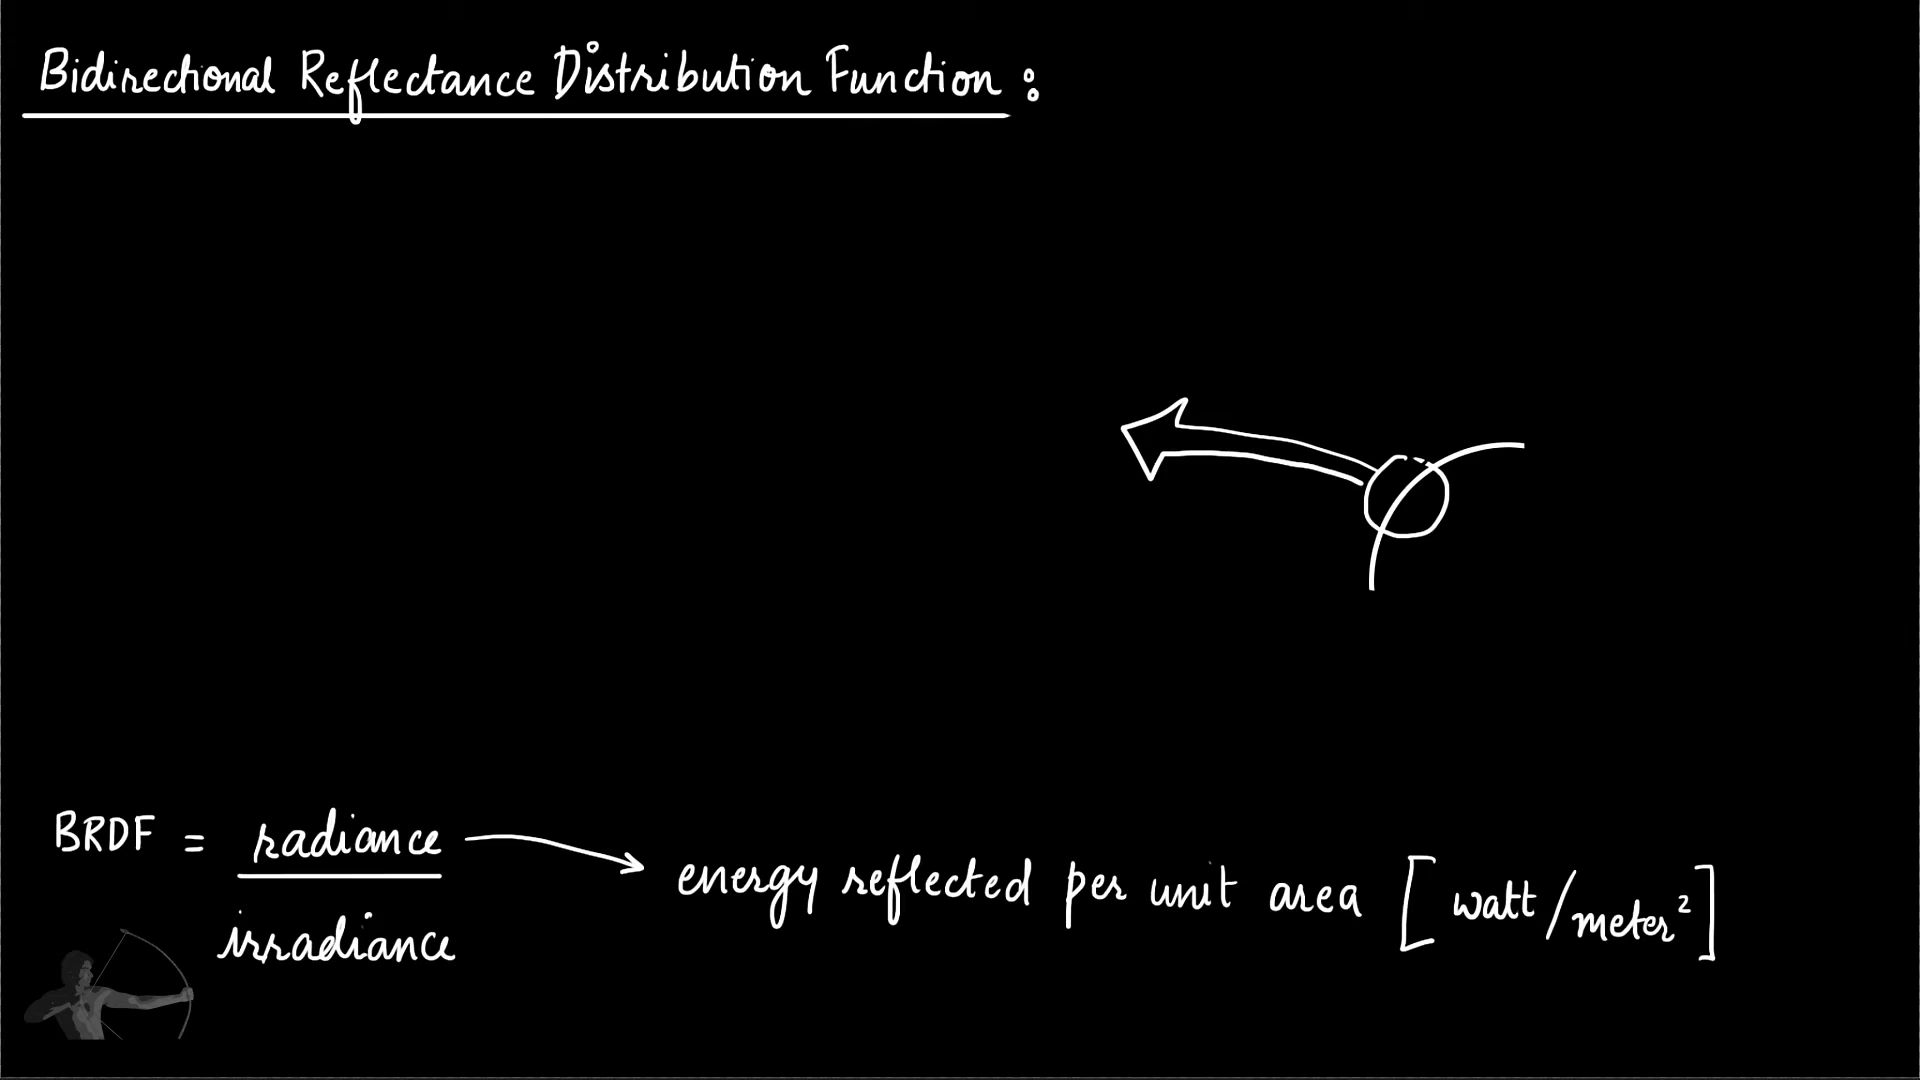 Bidirectional Reflectance Distribution Function :
BRDF = radiance
irradiance
energy reflected per unit area [watt/meter²]